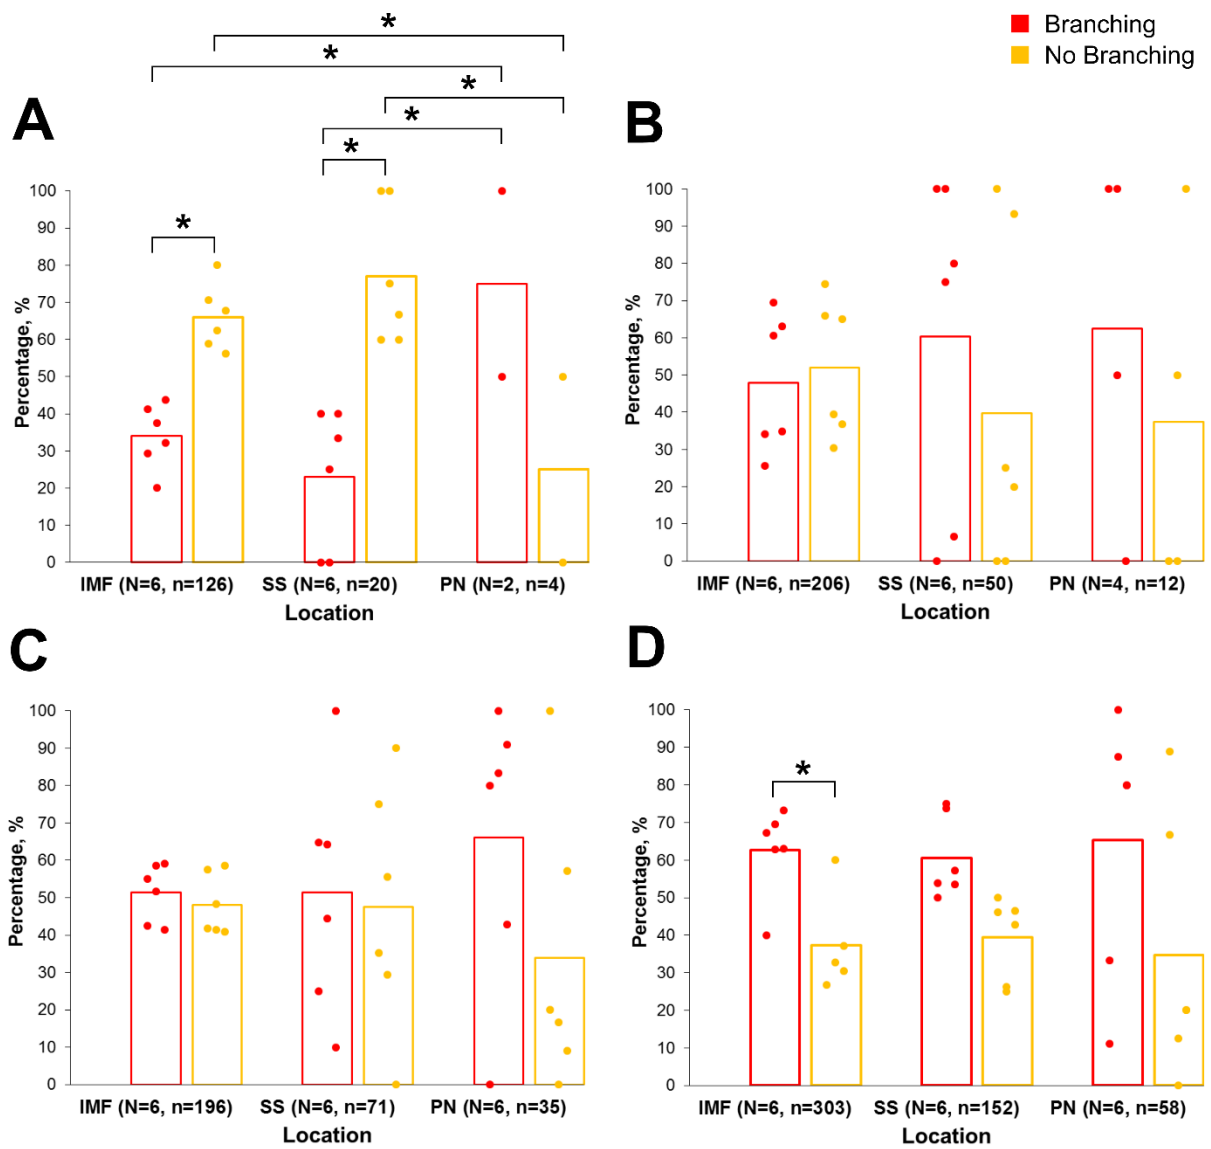 Branching
No Branching
*
*
*
*
*
*
A
Percentage, %
100
90
80
70
60
50
40
30
20
10
0
IMF (N=6, n=126) SS (N=6, n=20) PN (N=2, n=4)
Location
B
Percentage, %
100
90
80
70
60
50
40
30
20
10
0
IMF (N=6, n=206) SS (N=6, n=50) PN (N=4, n=12)
Location
C
Percentage, %
100
90
80
70
60
50
40
30
20
10
0
IMF (N=6, n=196) SS (N=6, n=71) PN (N=6, n=35)
Location
D
*
Percentage, %
100
90
80
70
60
50
40
30
20
10
0
IMF (N=6, n=303) SS (N=6, n=152) PN (N=6, n=58)
Location